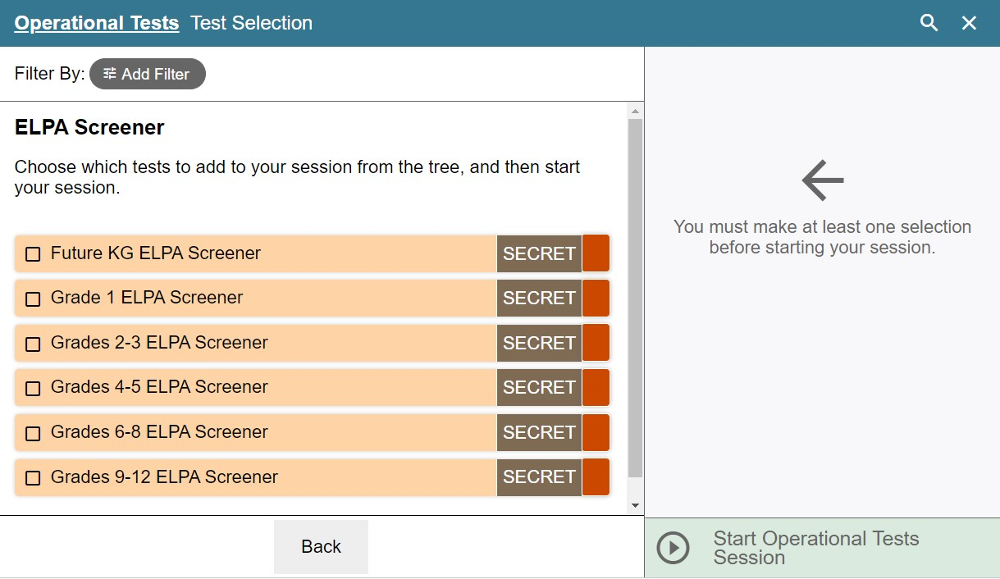 Operational Tests Test Selection
Filter By: Add Filter
ELPA Screener
Choose which tests to add to your session from the tree, and then start
your session.
Future KG ELPA Screener SECRET
Grade 1 ELPA Screener SECRET
Grades 2-3 ELPA Screener SECRET
Grades 4-5 ELPA Screener SECRET
Grades 6-8 ELPA Screener SECRET
Grades 9-12 ELPA Screener SECRET
Back
You must make at least one selection
before starting your session.
Start Operational Tests
Session